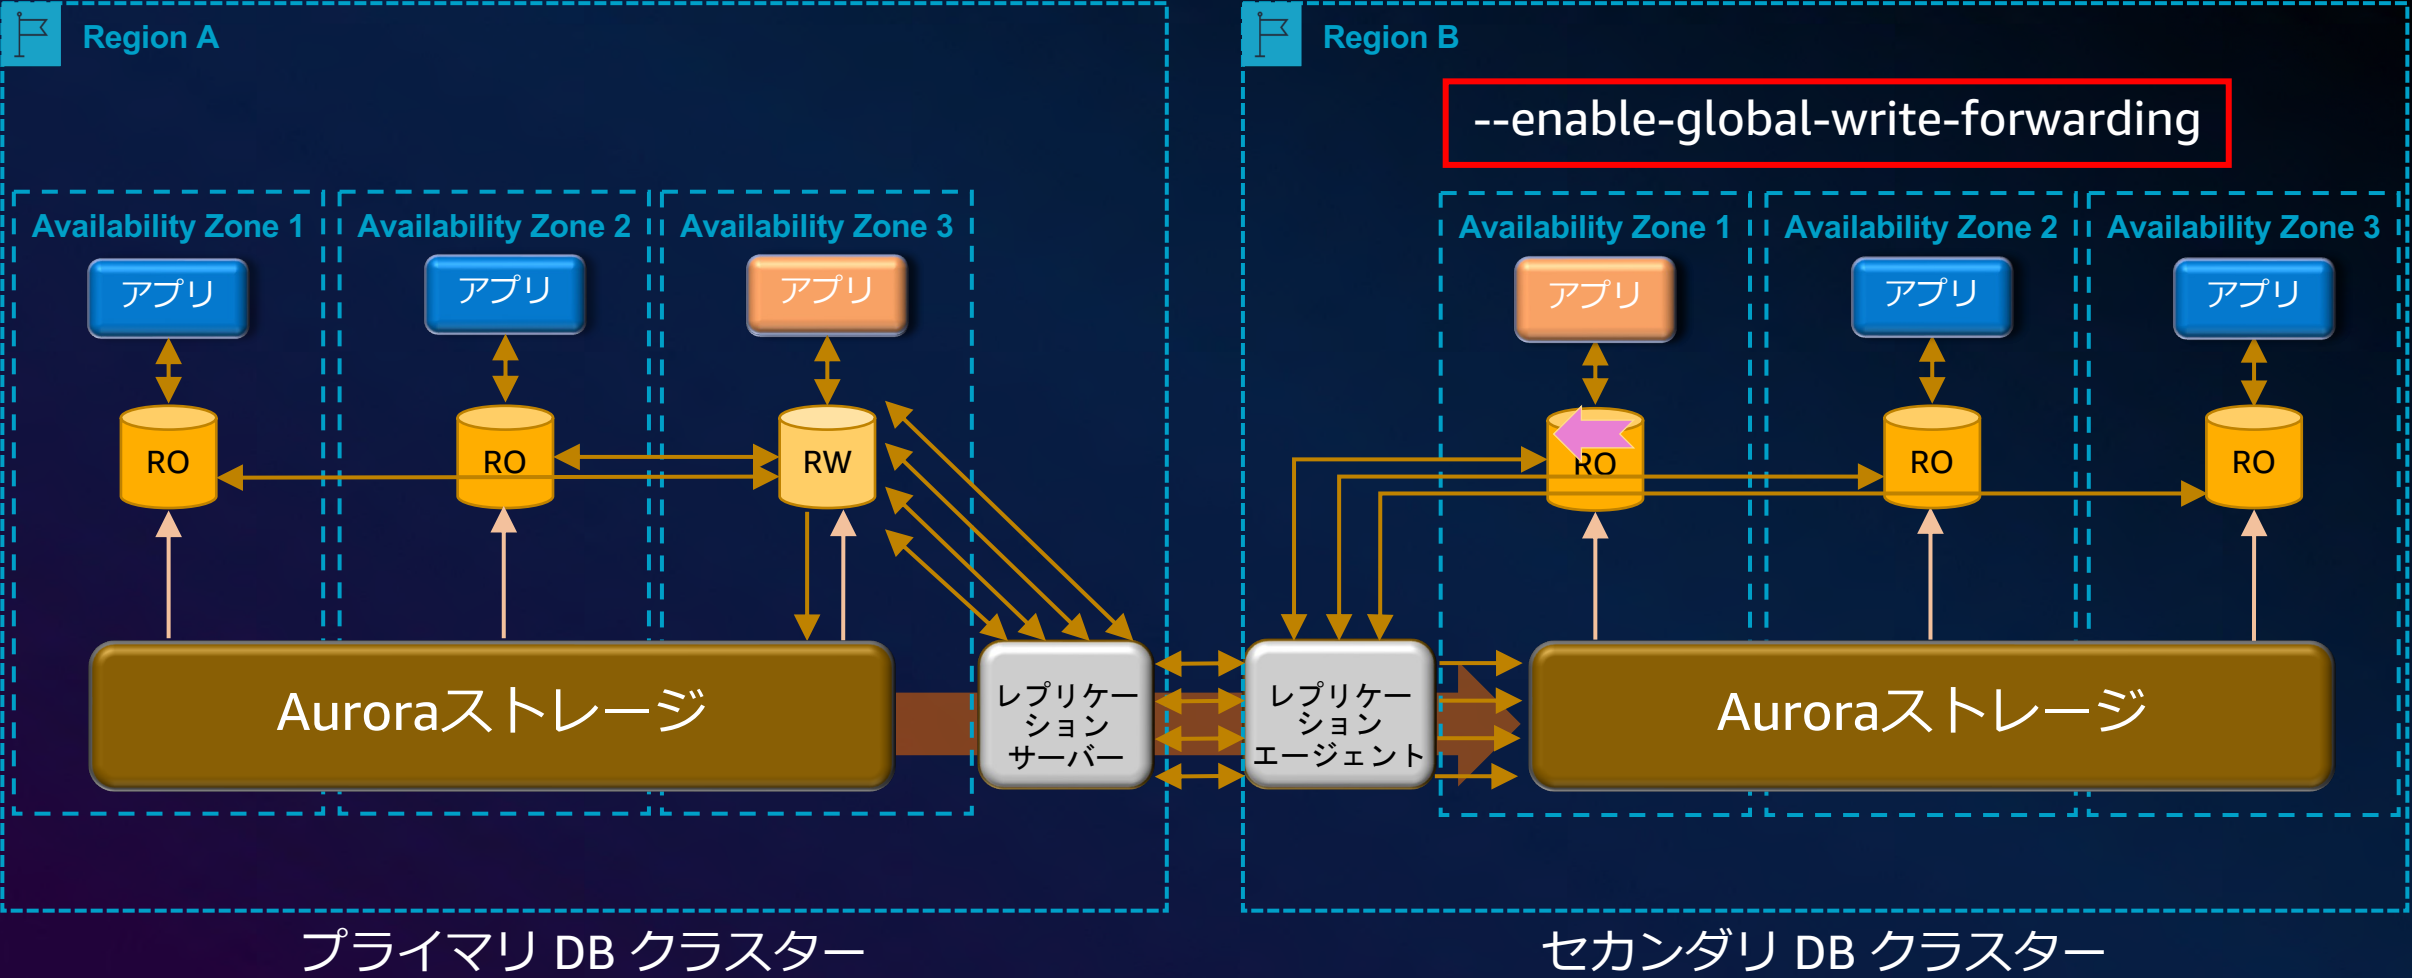 Region A
Region B
--enable-global-write-forwarding
Availability Zone 1
Availability Zone 2
Availability Zone 3
Availability Zone 1
Availability Zone 2
Availability Zone 3
アプリ
アプリ
アプリ
アプリ
アプリ
アプリ
RO
RO
RW
RO
RO
RO
Auroraストレージ
レプリケー
ション
サーバー
レプリケー
ション
エージェント
Auroraストレージ
プライマリ DB クラスター
セカンダリ DB クラスター